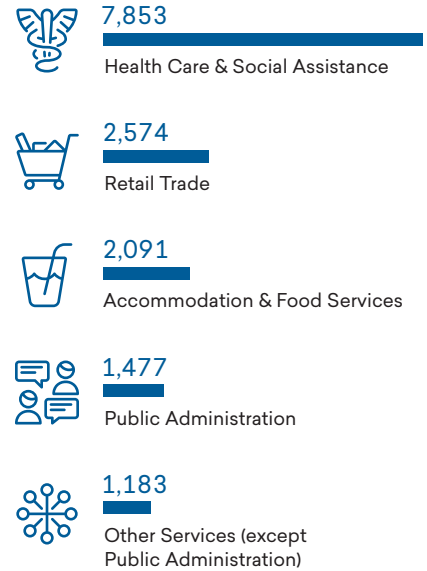 7,853
Health Care & Social Assistance
2,574
Retail Trade
2,091
Accommodation & Food Services
1,477
Public Administration
1,183
Other Services (except
Public Administration)